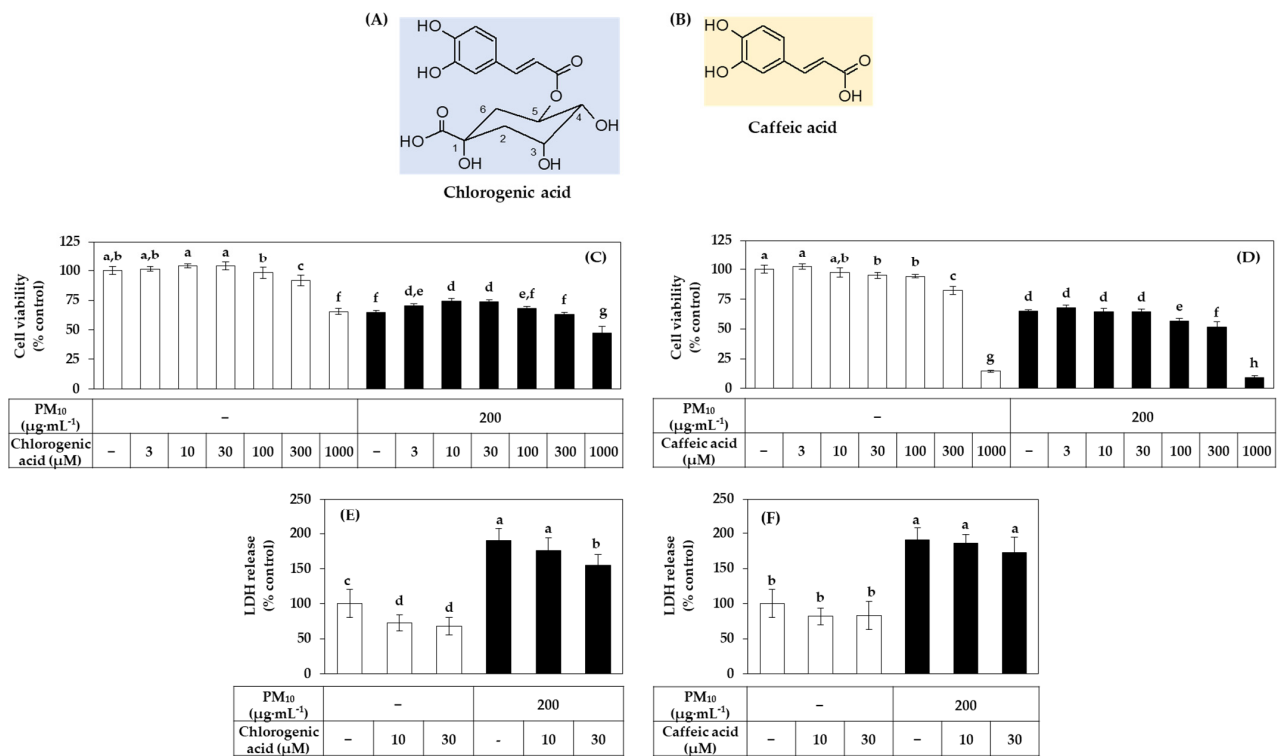 (A)
HO
HO
O
O
O
HO
OH
OH
OH
1
2
3
4
5
6
Chlorogenic acid
(B)
HO
HO
O
OH
Caffeic acid
(C)
Cell viability
(% control)
125
100
75
50
25
0
a,b a,b a a b c f f d,e d d e,f f g
PM₁₀
(µg·mL⁻¹)
– 200
Chlorogenic
acid (µM)
– 3 10 30 100 300 1000 – 3 10 30 100 300 1000
(D)
Cell viability
(% control)
125
100
75
50
25
0
a a a,b b b c g d d d d e f h
PM₁₀
(µg·mL⁻¹)
– 200
Caffeic acid
(µM)
– 3 10 30 100 300 1000 – 3 10 30 100 300 1000
(E)
LDH release
(% control)
250
200
150
100
50
0
c d d a a b
PM₁₀
(µg·mL⁻¹)
– 200
Chlorogenic
acid (µM)
– 10 30 - 10 30
(F)
LDH release
(% control)
250
200
150
100
50
0
b b b a a a
PM₁₀
(µg·mL⁻¹)
– 200
Caffeic acid
(µM)
– 10 30 – 10 30